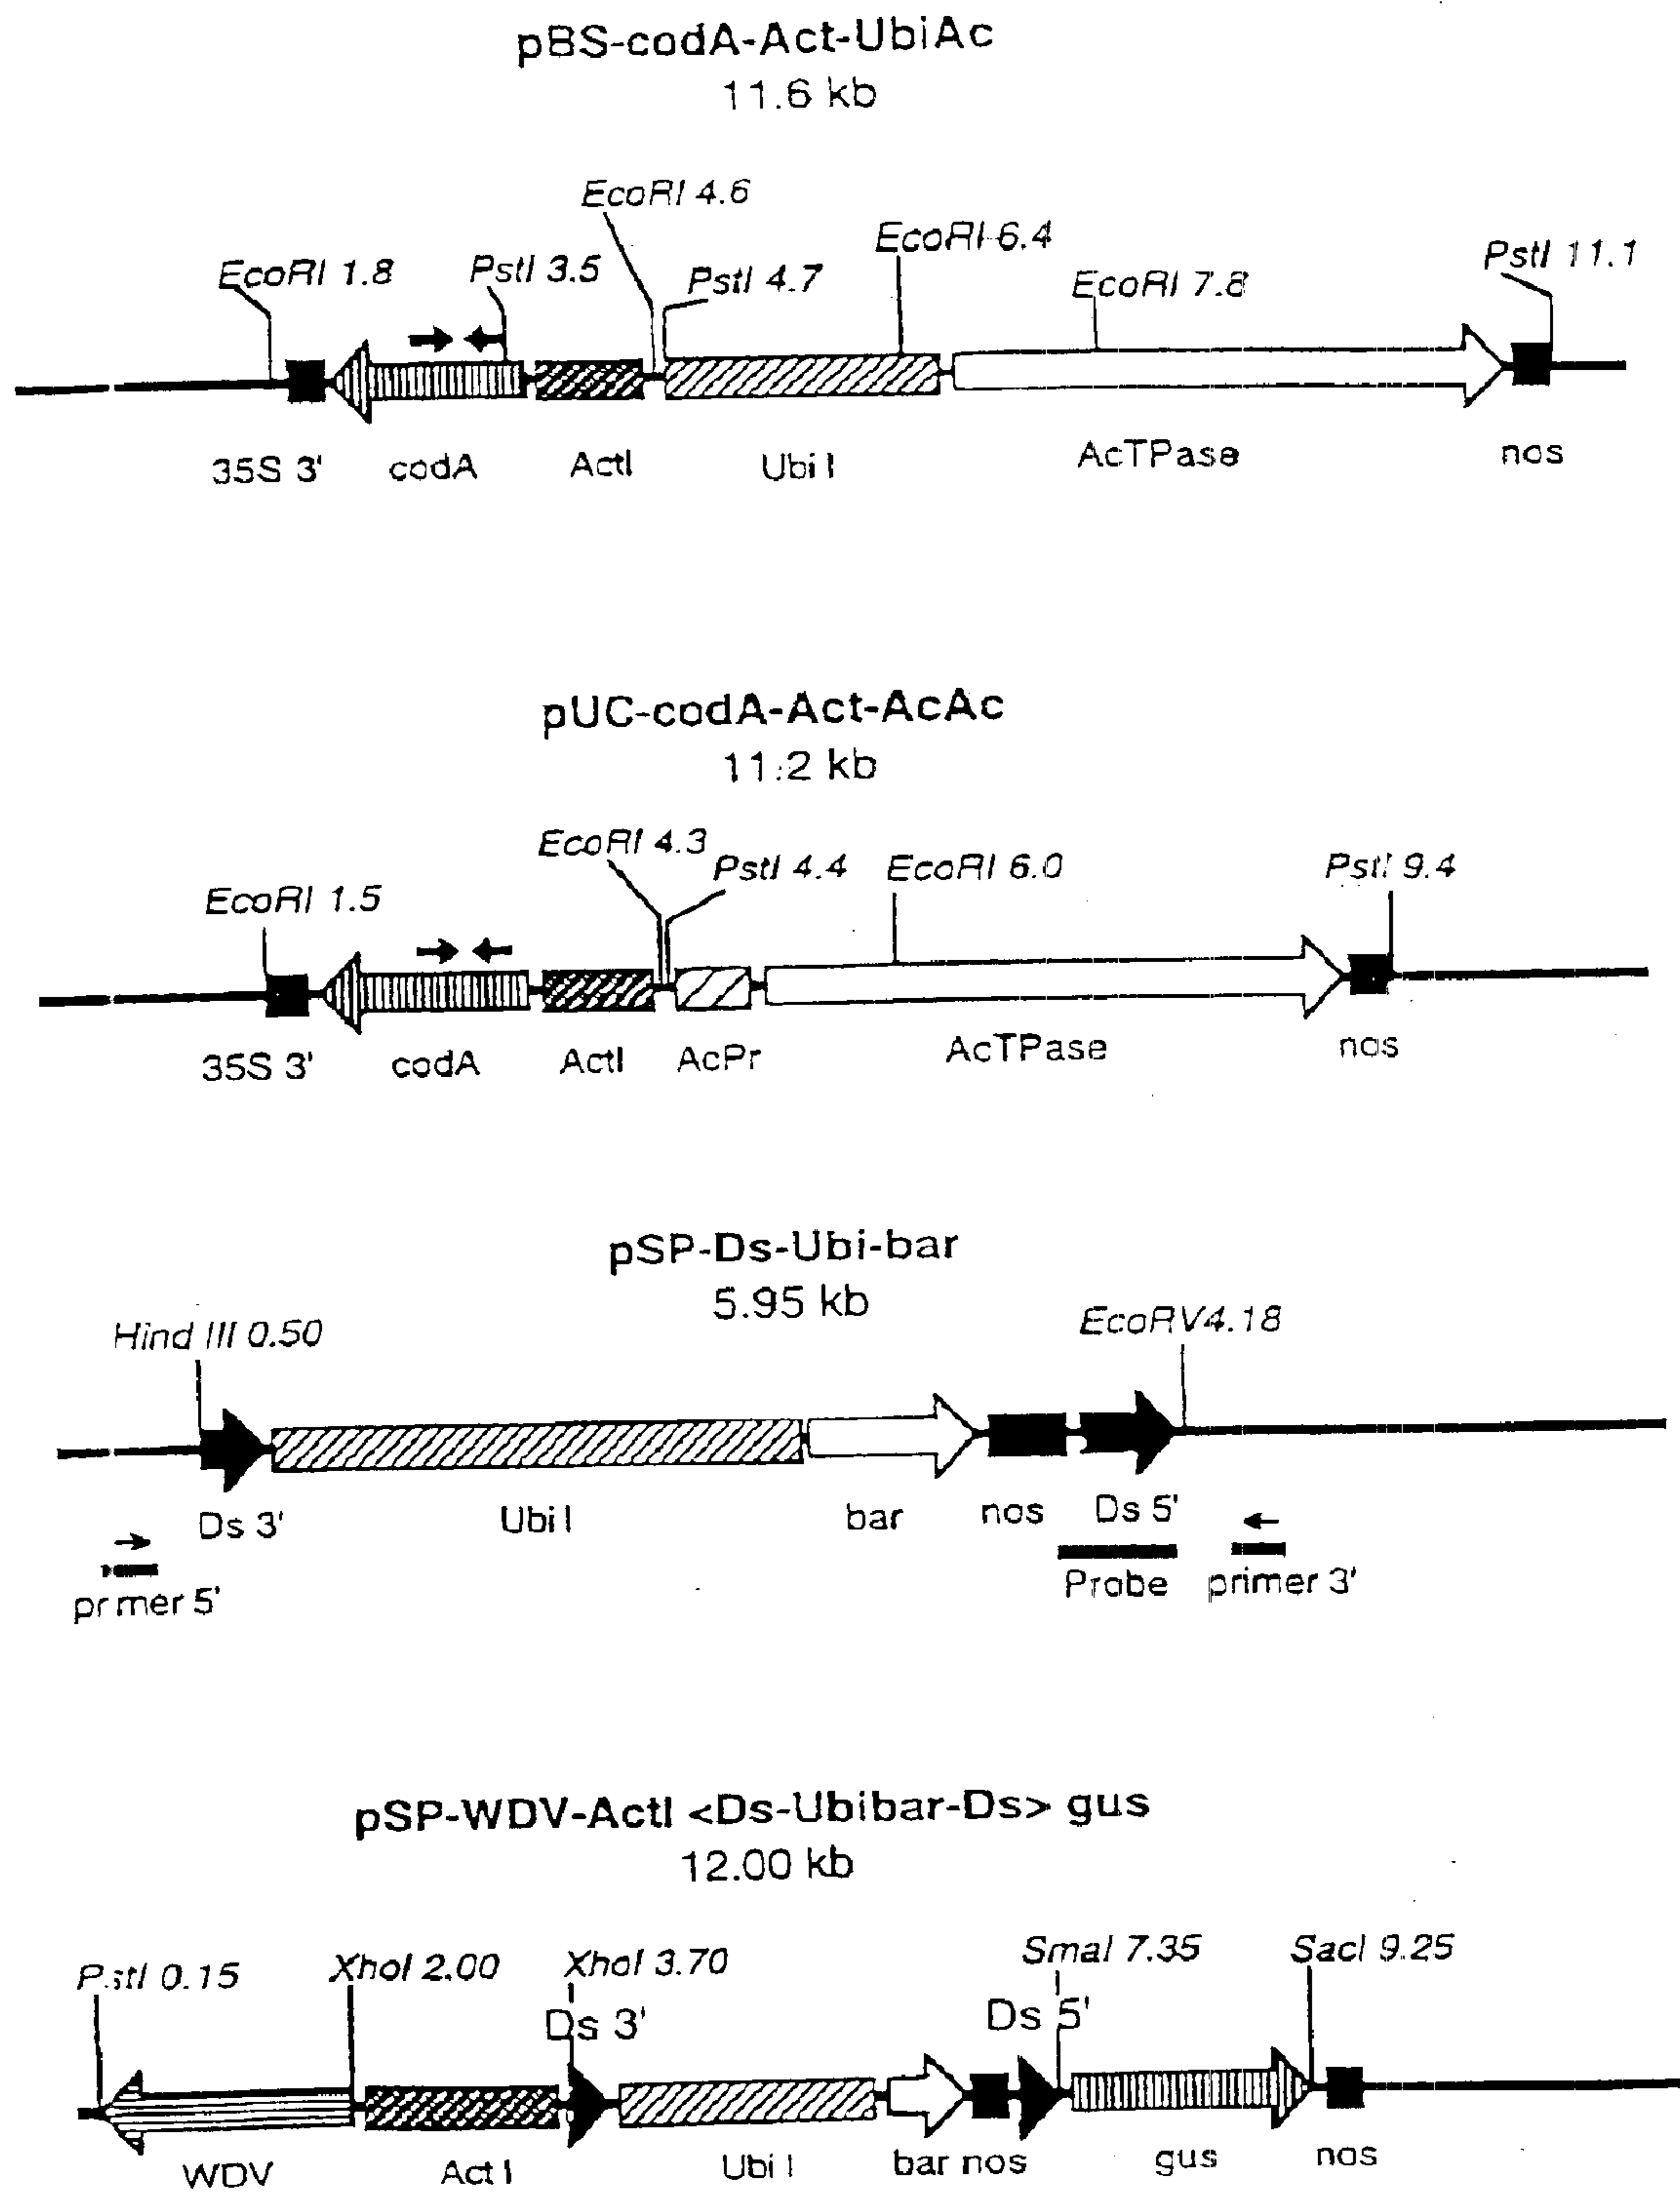 pBS-codA-Act-UbiAc
11.6 kb
EcoRI 4.6
EcoRI 6.4
EcoRI 1.8 PstI 3.5 PstI 4.7 EcoRI 7.8 PstI 11.1
35S 3' codA ActI Ubi I AcTPase nos
pUC-codA-Act-AcAc
11.2 kb
EcoRI 4.3
EcoRI 1.5 PstI 4.4 EcoRI 6.0 PstI 9.4
35S 3' codA ActI AcPr AcTPase nos
pSP-Ds-Ubi-bar
5.95 kb
Hind III 0.50 EcoRV4.18
Ds 3' Ubi I bar nos Ds 5'
primer 5' Probe primer 3'
pSP-WDV-ActI <Ds-Ubibar-Ds> gus
12.00 kb
PstI 0.15 XhoI 2.00 XhoI 3.70 SmaI 7.35 SacI 9.25
Ds 3' Ds 5'
WDV Act I Ubi I bar nos gus nos